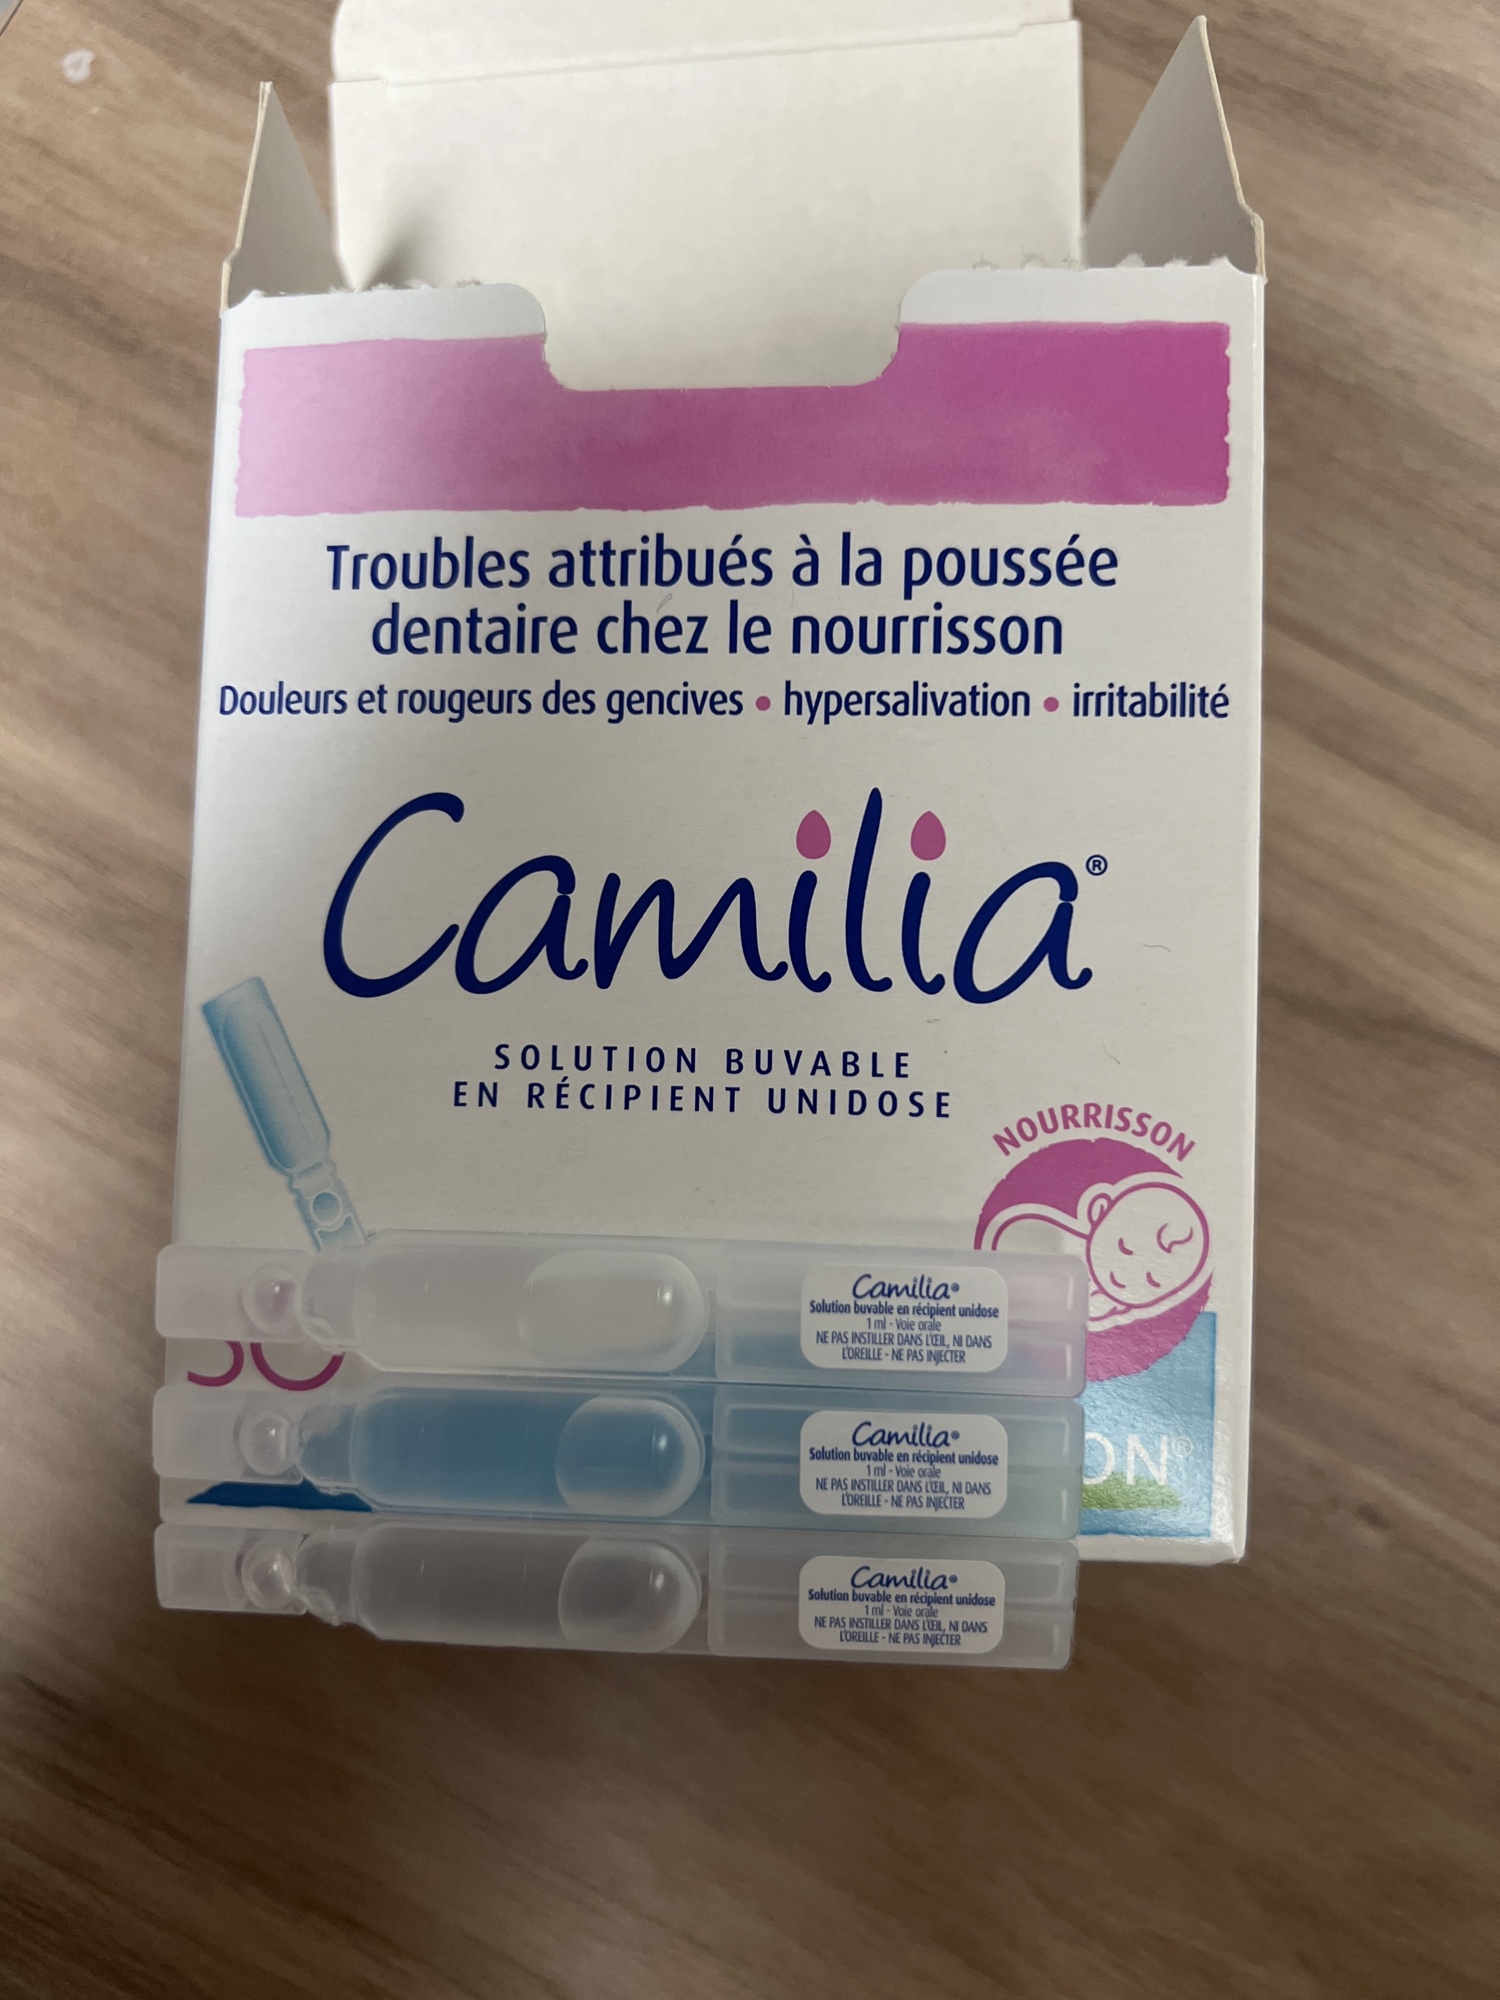 Troubles attribués à la poussée
dentaire chez le nourrisson
Douleurs et rougeurs des gencives • hypersalivation • irritabilité
Camilia®
SOLUTION BUVABLE
EN RÉCIPIENT UNIDOSE
NOURRISSON
Camilia®
Solution buvable en récipient unidose
1 ml - Voie orale
NE PAS INSTILLER DANS L'ŒIL, NI DANS
L'OREILLE - NE PAS INJECTER
ON®
Camilia®
Solution buvable en récipient unidose
1 ml - Voie orale
NE PAS INSTILLER DANS L'ŒIL, NI DANS
L'OREILLE - NE PAS INJECTER
Camilia®
Solution buvable en récipient unidose
1 ml - Voie orale
NE PAS INSTILLER DANS L'ŒIL, NI DANS
L'OREILLE - NE PAS INJECTER